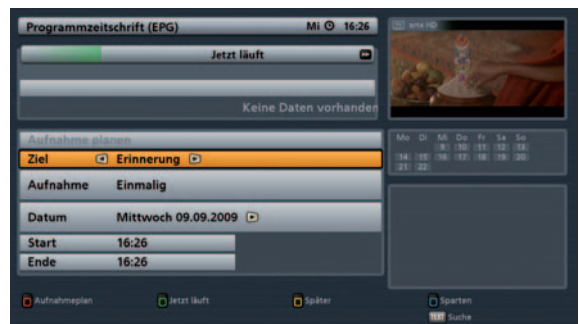 Programmzeitschrift (EPG) Mi 16:26
arte HD
Jetzt läuft
Keine Daten vorhanden
Aufnahme planen
Ziel Erinnerung
Aufnahme Einmalig
Datum Mittwoch 09.09.2009
Start 16:26
Ende 16:26
Mo Di Mi Do Fr Sa So
9 10 11 12 13
14 15 16 17 18 19 20
21 22
Aufnahmeplan Jetzt läuft Später Sparten
TEXT Suche